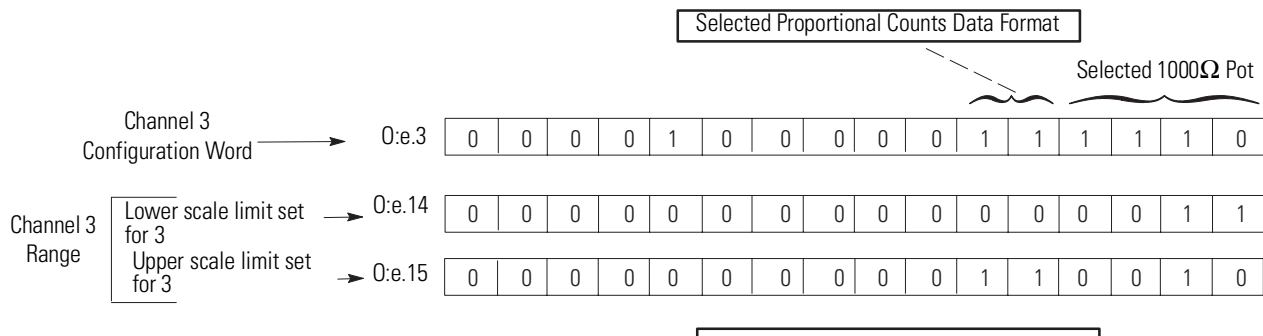 Selected Proportional Counts Data Format
Selected 1000Ω Pot
Channel 3
Configuration Word
O:e.3 0 0 0 0 1 0 0 0 0 0 1 1 1 1 1 0
Channel 3
Range
Lower scale limit set
for 3
O:e.14 0 0 0 0 0 0 0 0 0 0 0 0 0 0 1 1
Upper scale limit set
for 3
O:e.15 0 0 0 0 0 0 0 0 0 0 1 1 0 0 1 0